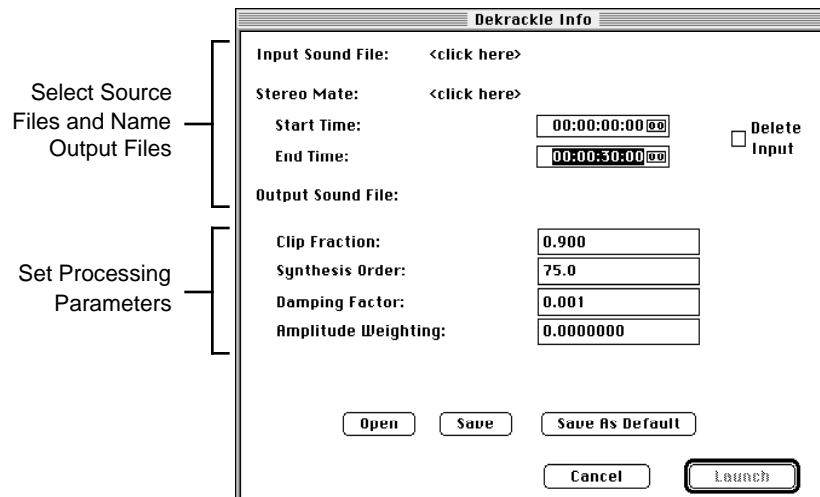 Dekrackle Info
Select Source
Files and Name
Output Files
Input Sound File: <click here>
Stereo Mate: <click here>
Start Time: 00:00:00:00 00
End Time: 00:00:30:00 00
Delete
Input
Output Sound File:
Set Processing
Parameters
Clip Fraction: 0.900
Synthesis Order: 75.0
Damping Factor: 0.001
Amplitude Weighting: 0.0000000
Open Save Save As Default
Cancel Launch